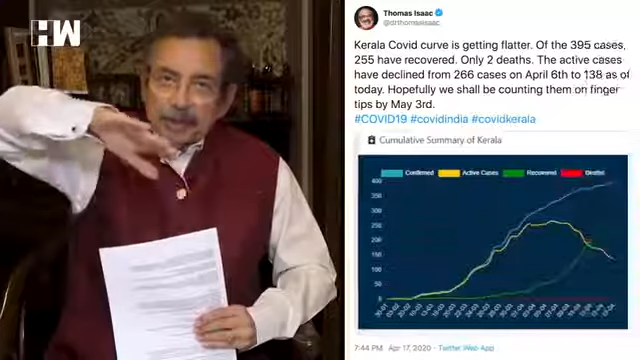 HW
Thomas Isaac
@drthomasisaac
Kerala Covid curve is getting flatter. Of the 395 cases,
255 have recovered. Only 2 deaths. The active cases
have declined from 266 cases on April 6th to 138 as of
today. Hopefully we shall be counting them on finger
tips by May 3rd.
#COVID19 #covidindia #covidkerala
Cumulative Summary of Kerala
Confirmed Active Cases Recovered Deaths
400
350
300
250
200
150
100
50
0
7:44 PM Apr 17, 2020 · Twitter Web App